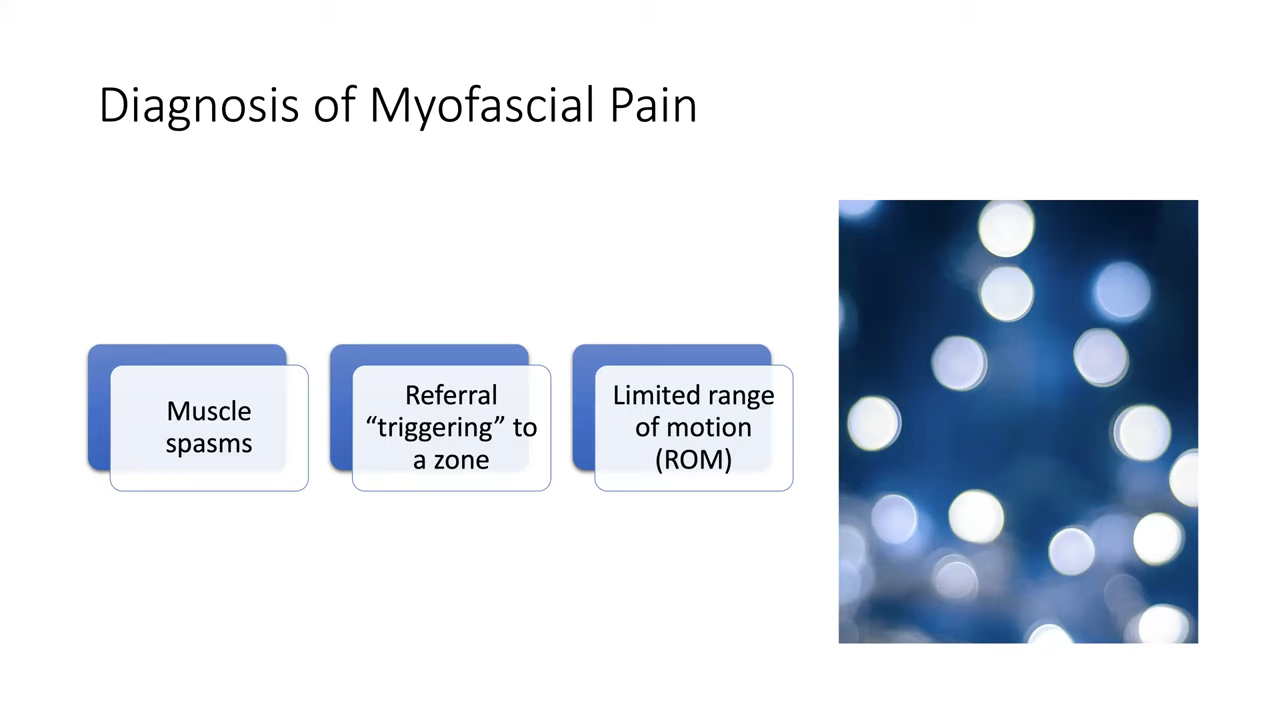 Diagnosis of Myofascial Pain
Muscle
spasms
Referral
“triggering” to
a zone
Limited range
of motion
(ROM)